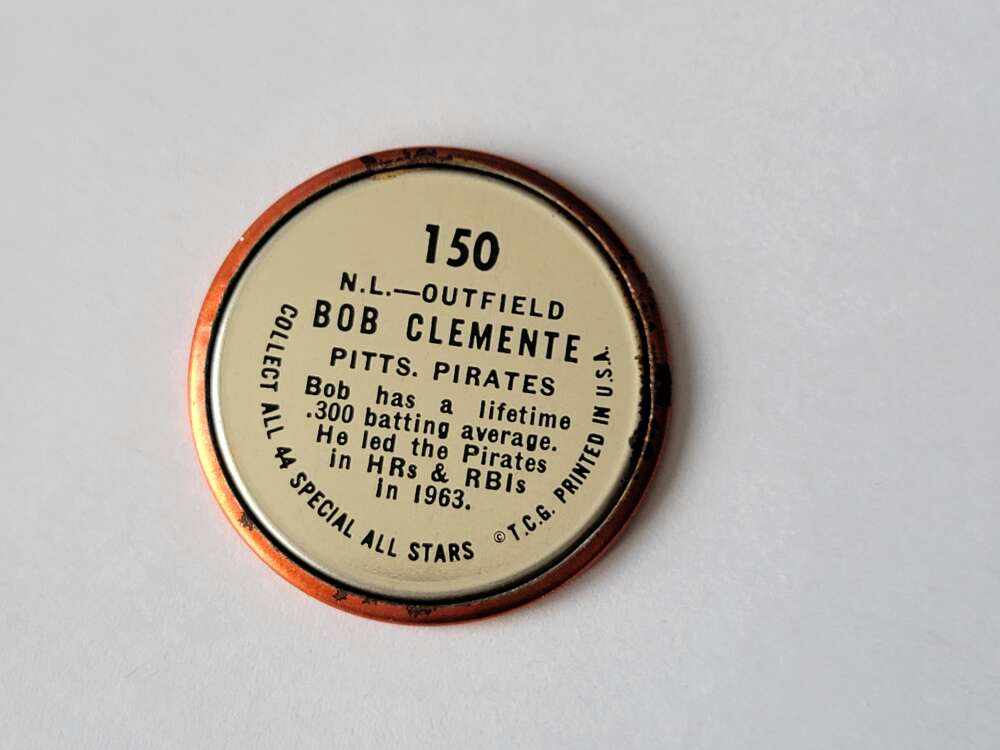 150
N.L.—OUTFIELD
BOB CLEMENTE
PITTS. PIRATES
Bob has a lifetime
.300 batting average.
He led the Pirates
in HRs & RBIs
in 1963.
COLLECT ALL 44 SPECIAL ALL STARS
©T.C.G. PRINTED IN U.S.A.